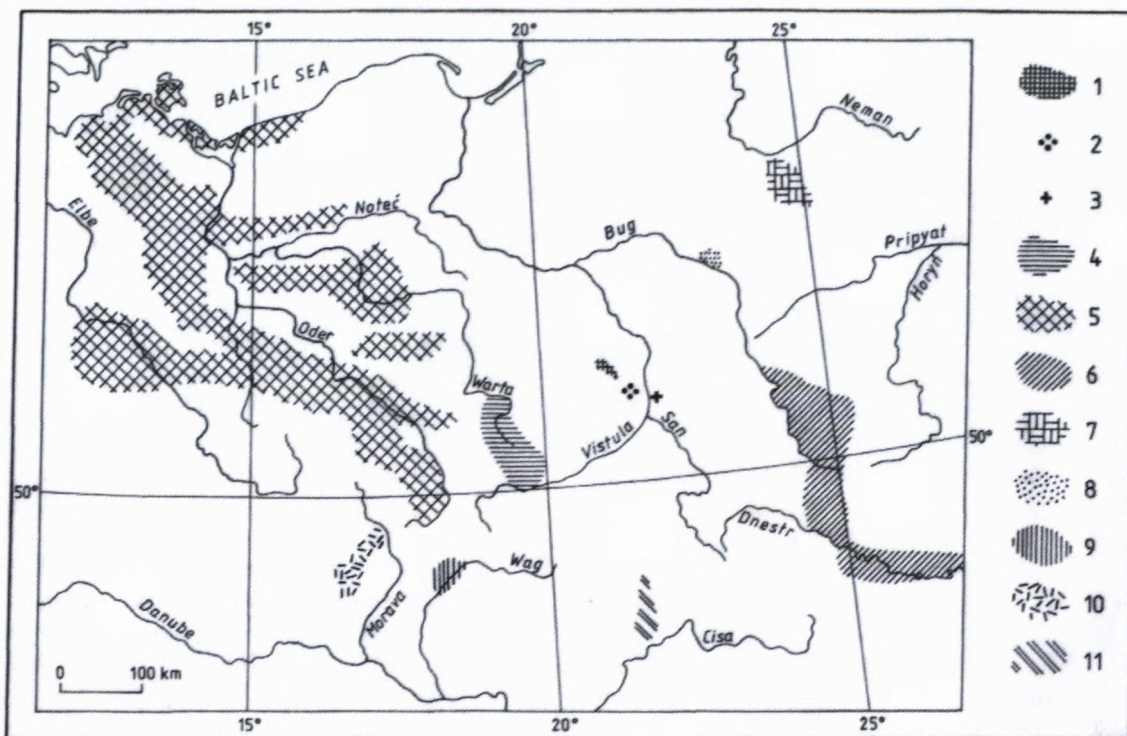 15° 20° 25°
BALTIC SEA
Neman
Elbe
Noteć
Bug
Pripyat
Horyń
Oder
Warta
Vistula
San
50°
50°
Dnestr
Wag
Morava
Danube
Cisa
0 100 km
15° 20° 25°
1
2
3
4
5
6
7
8
9
10
11